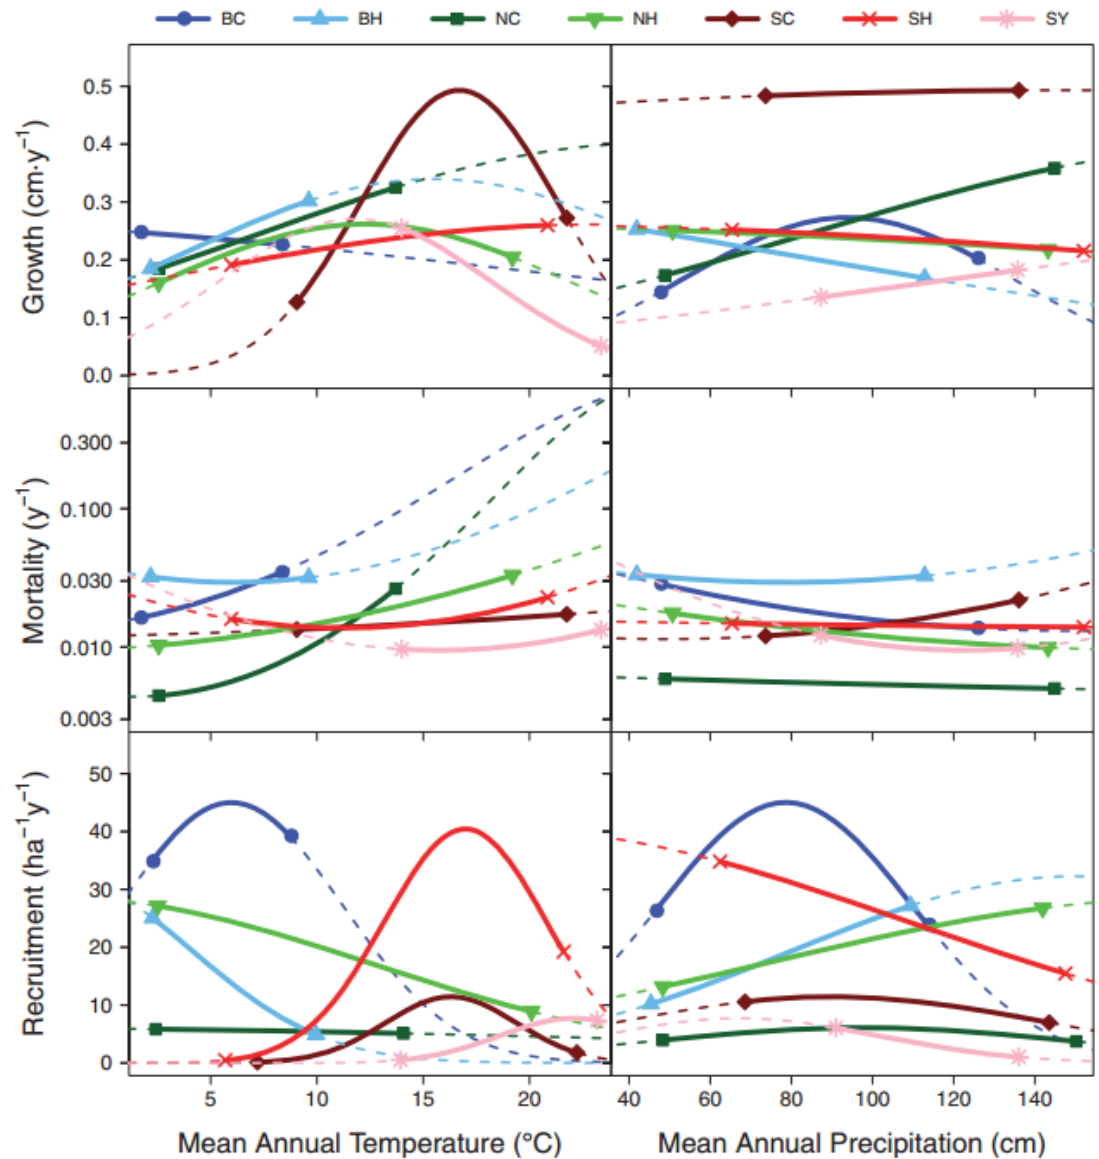 BC BH NC NH SC SH SY
Growth (cm·y⁻¹)
0.5
0.4
0.3
0.2
0.1
0.0
Mortality (y⁻¹)
0.300
0.100
0.030
0.010
0.003
Recruitment (ha⁻¹y⁻¹)
50
40
30
20
10
0
5 10 15 20 40 60 80 100 120 140
Mean Annual Temperature (°C) Mean Annual Precipitation (cm)